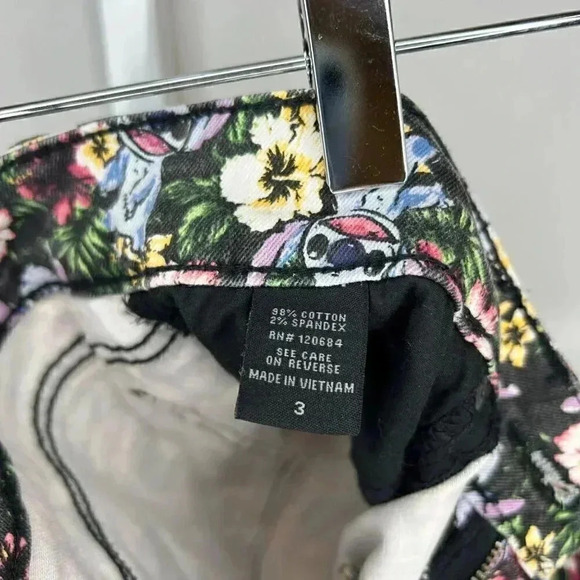 98% COTTON
2% SPANDEX
RN# 120684
SEE CARE
ON REVERSE
MADE IN VIETNAM
3